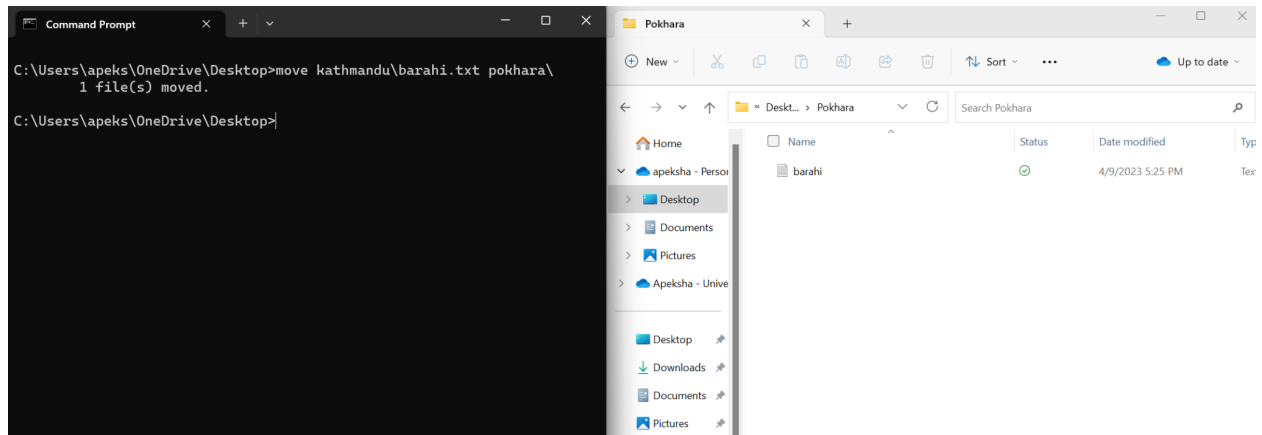 Command Prompt
C:\Users\apeks\OneDrive\Desktop>move kathmandu\barahi.txt pokhara\
1 file(s) moved.
C:\Users\apeks\OneDrive\Desktop>
Pokhara
New
Sort
Up to date
« Deskt... › Pokhara
Search Pokhara
Home
apeksha - Person
Desktop
Documents
Pictures
Apeksha - Unive
Desktop
Downloads
Documents
Pictures
Name Status Date modified Typ
barahi 4/9/2023 5:25 PM Tex